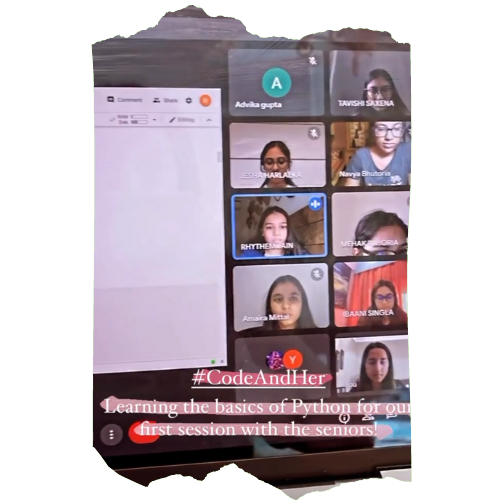 Comment Share
Editing
A
Advika gupta
TAVISHI SAXENA
Navya Bhutoria
RHYTHEM JAIN
MEHAK
Amaira Mittal
IBAANI SINGLA
Y
#CodeAndHer
Learning the basics of Python for our
first session with the seniors!